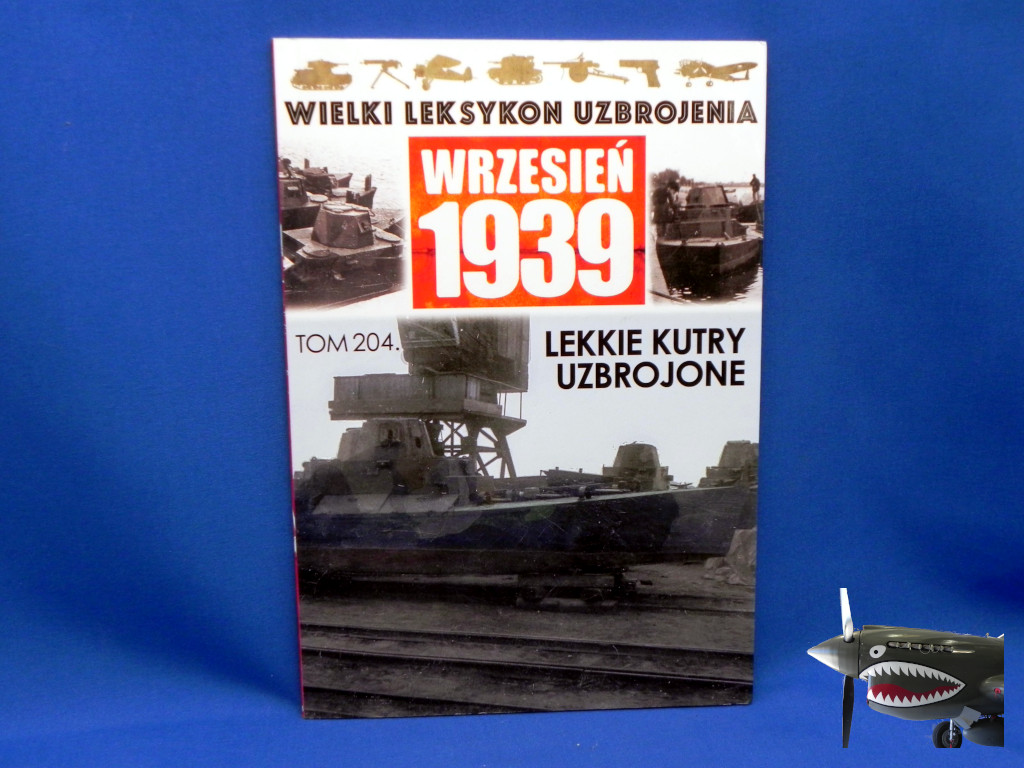 WIELKI LEKSYKON UZBROJENIA
WRZESIEŃ
1939
TOM 204.
LEKKIE KUTRY
UZBROJONE